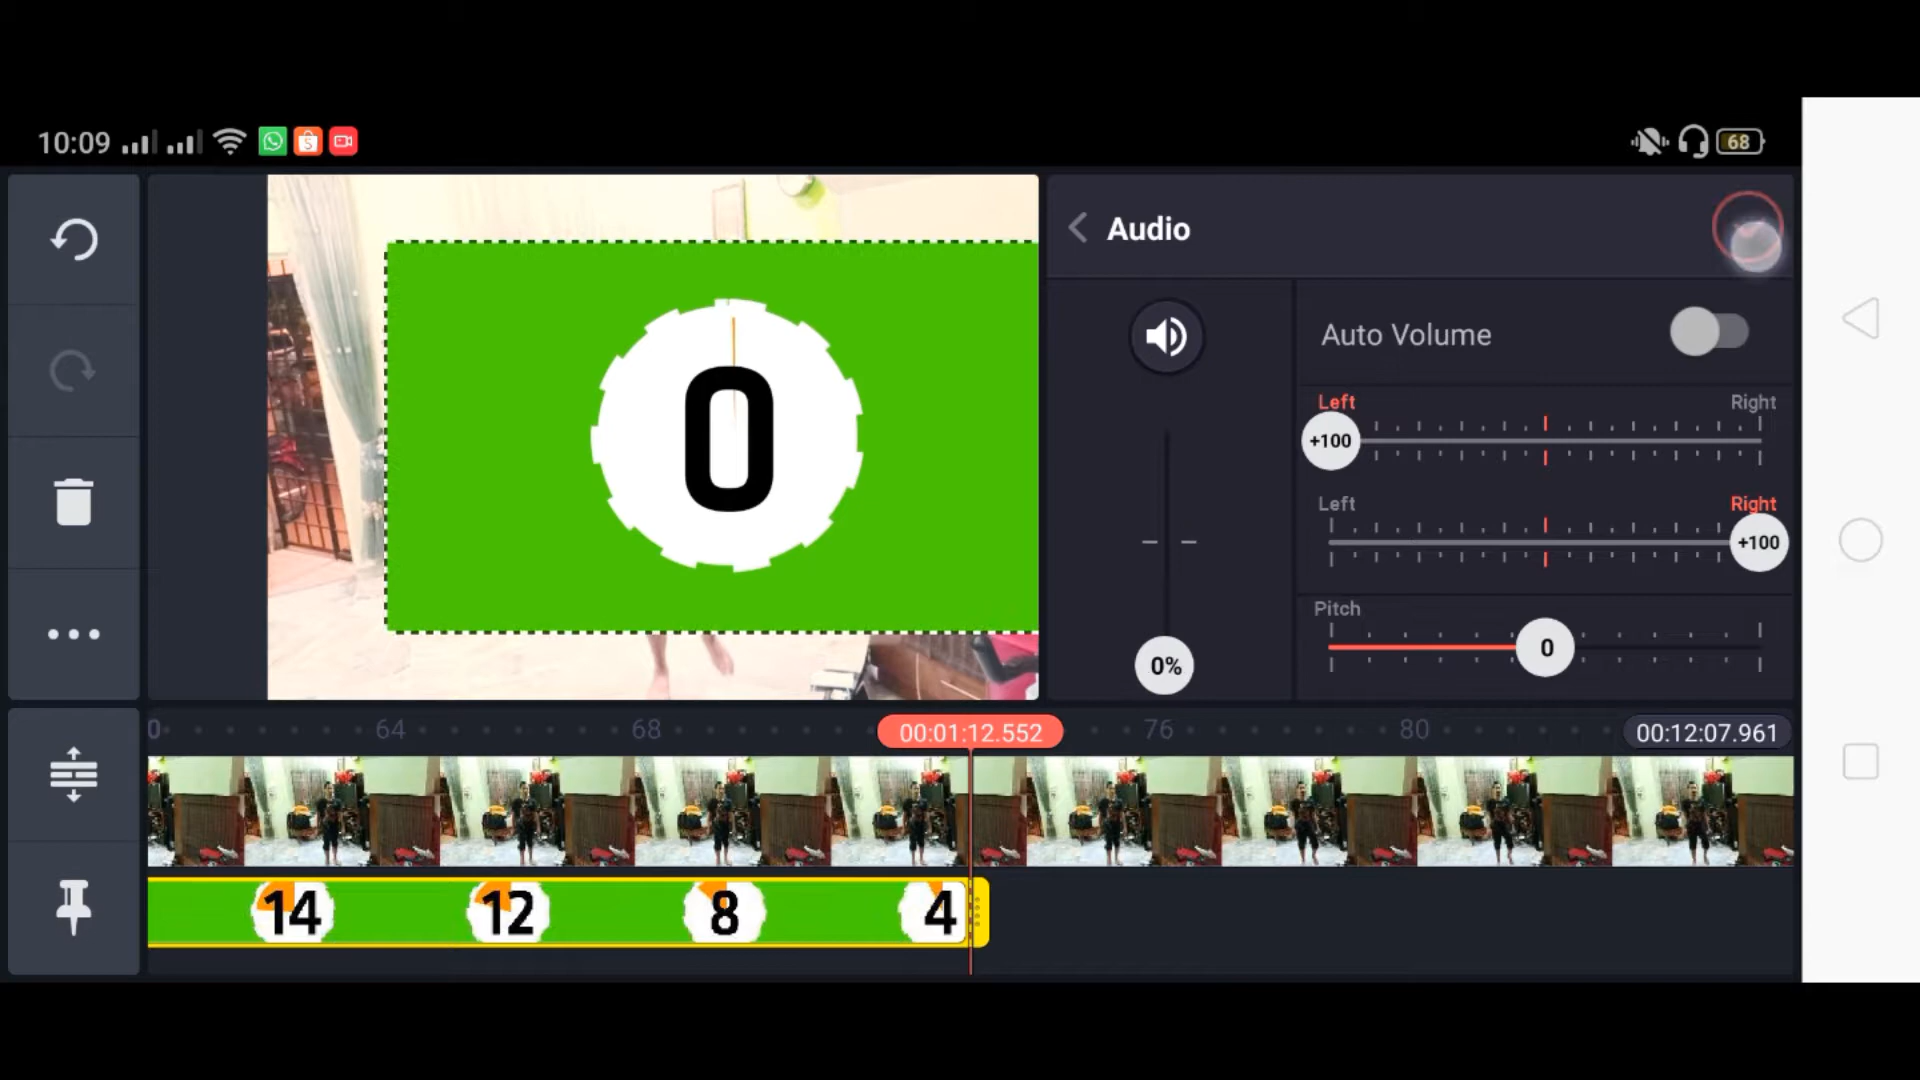 10:09
68
Audio
0
Auto Volume
Left Right
+100
Left Right
+100
Pitch
0
0%
0 64 68 00:01:12.552 76 80 00:12:07.961
14 12 8 4